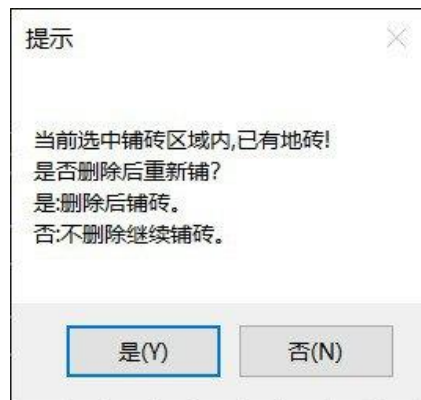 提示
当前选中铺砖区域内,已有地砖!
是否删除后重新铺?
是:删除后铺砖。
否:不删除继续铺砖。
是(Y)
否(N)